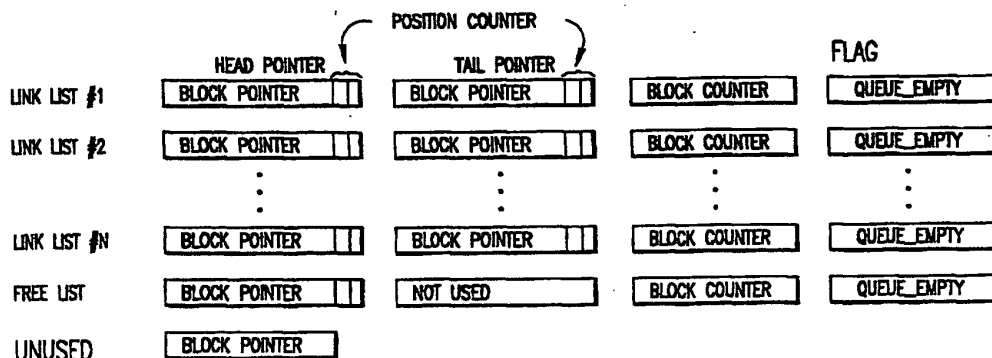 POSITION COUNTER
FLAG
HEAD POINTER TAIL POINTER
LINK LIST #1 BLOCK POINTER BLOCK POINTER BLOCK COUNTER QUEUE_EMPTY
LINK LIST #2 BLOCK POINTER BLOCK POINTER BLOCK COUNTER QUEUE_EMPTY
LINK LIST #N BLOCK POINTER BLOCK POINTER BLOCK COUNTER QUEUE_EMPTY
FREE LIST BLOCK POINTER NOT USED BLOCK COUNTER QUEUE_EMPTY
UNUSED BLOCK POINTER